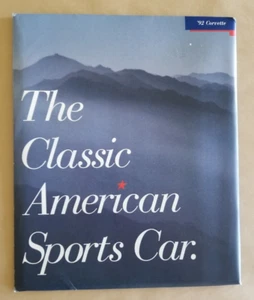 '92 Corvette
The
Classic
American
Sports Car.